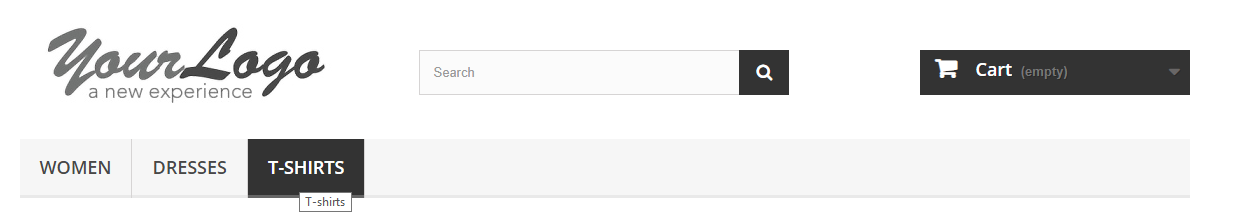 YourLogo
a new experience
Search
Cart (empty)
WOMEN DRESSES T-SHIRTS
T-shirts